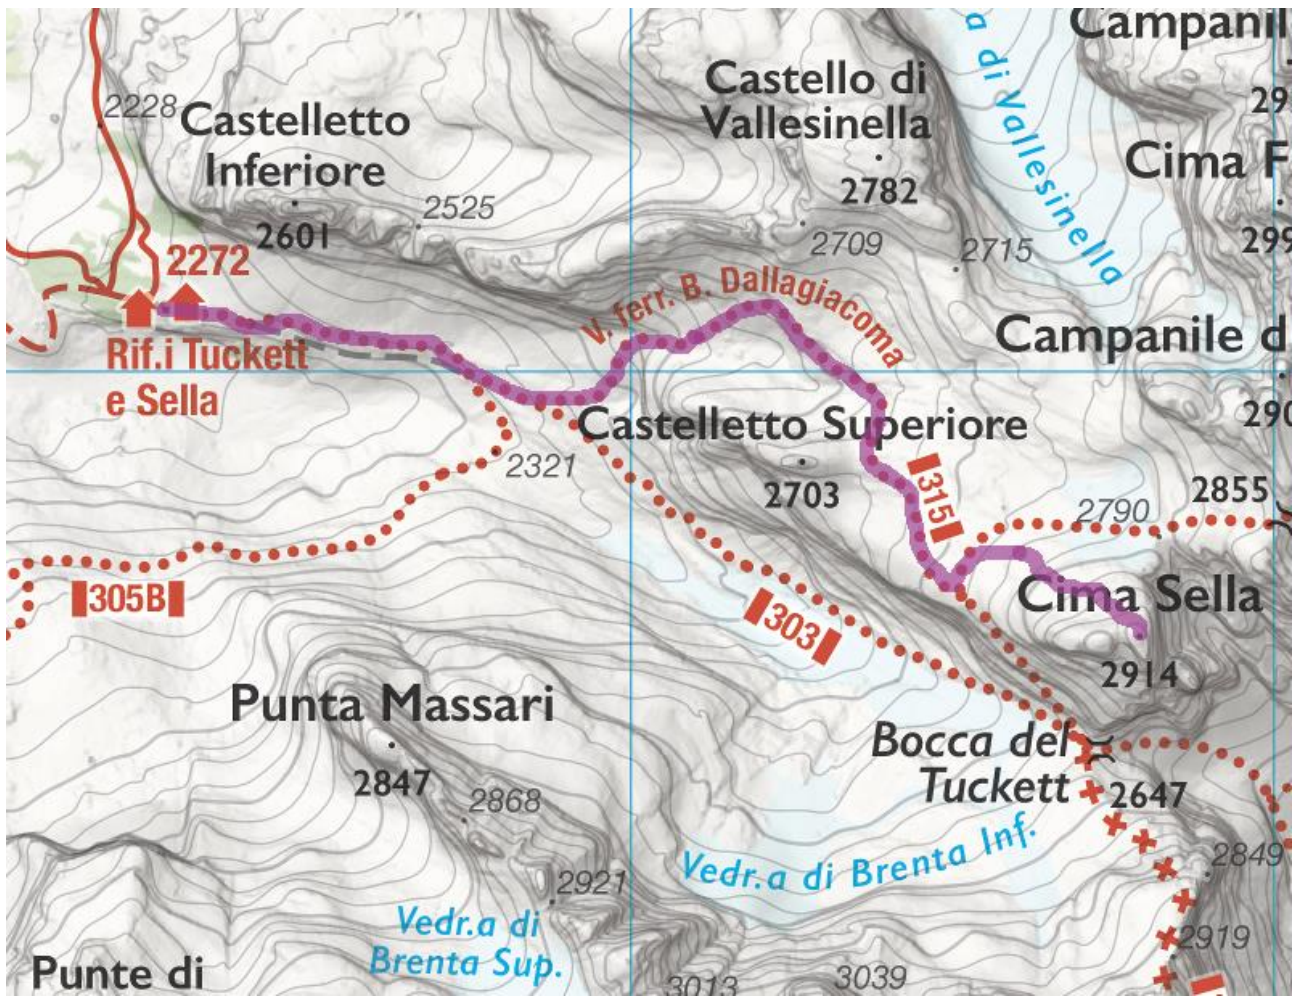 Campanil
a di Vallesinella
Castello di
Vallesinella
2782
29
2228
Castelletto
Inferiore
2601
2525
Cima F
299
2709
2715
2272
V. ferr. B. Dallagiacoma
Campanile d
290
Rif.i Tuckett
e Sella
Castelletto Superiore
2703
2321
315
2855
2790
305B
303
Cima Sella
2914
Punta Massari
2847
Bocca del
Tuckett
2647
2868
Vedr.a di Brenta Inf.
2849
2921
Vedr.a di
Brenta Sup.
2919
Punte di
3013
3039